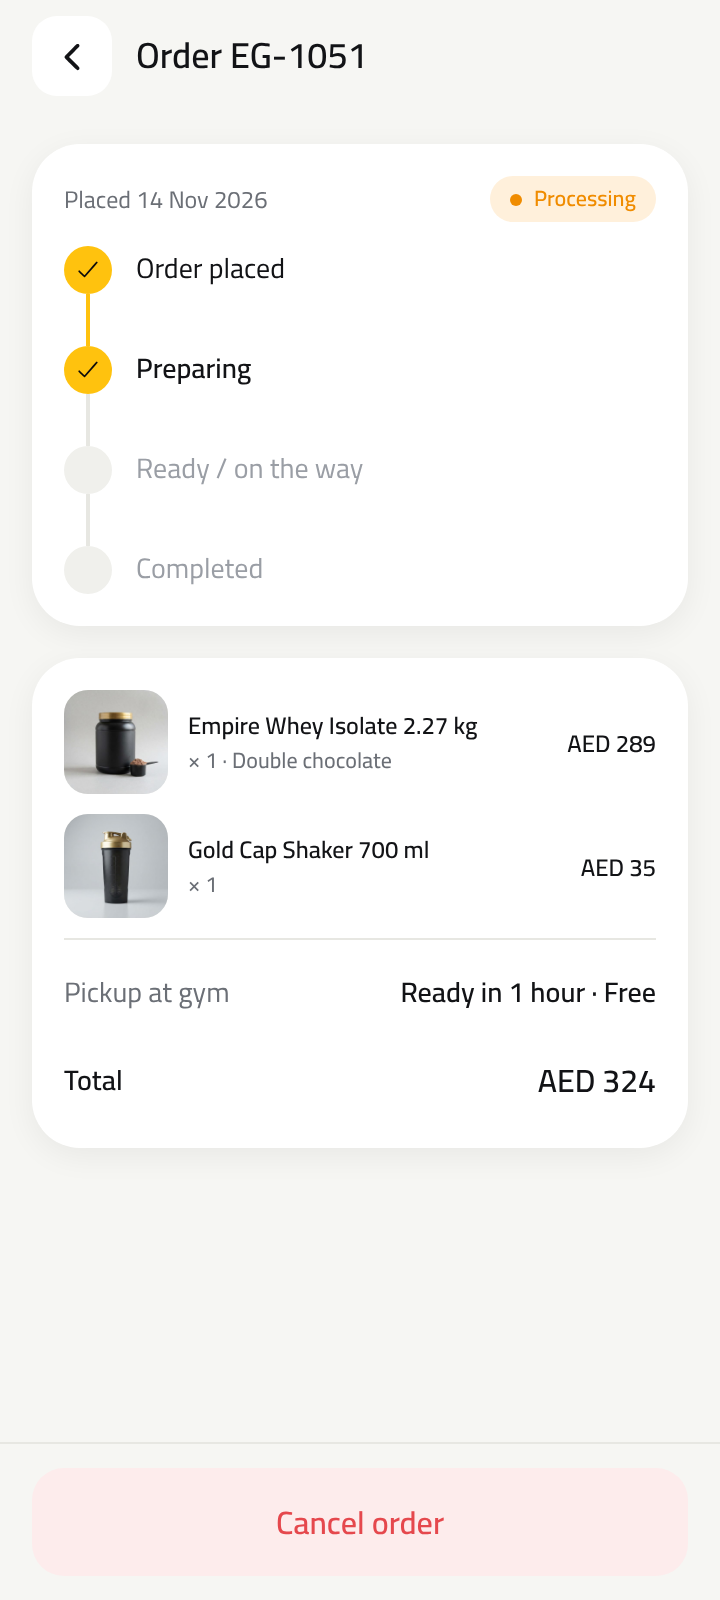 Order EG-1051
Placed 14 Nov 2026
Processing
Order placed
Preparing
Ready / on the way
Completed
Empire Whey Isolate 2.27 kg
× 1 · Double chocolate
AED 289
Gold Cap Shaker 700 ml
× 1
AED 35
Pickup at gym
Ready in 1 hour · Free
Total
AED 324
Cancel order